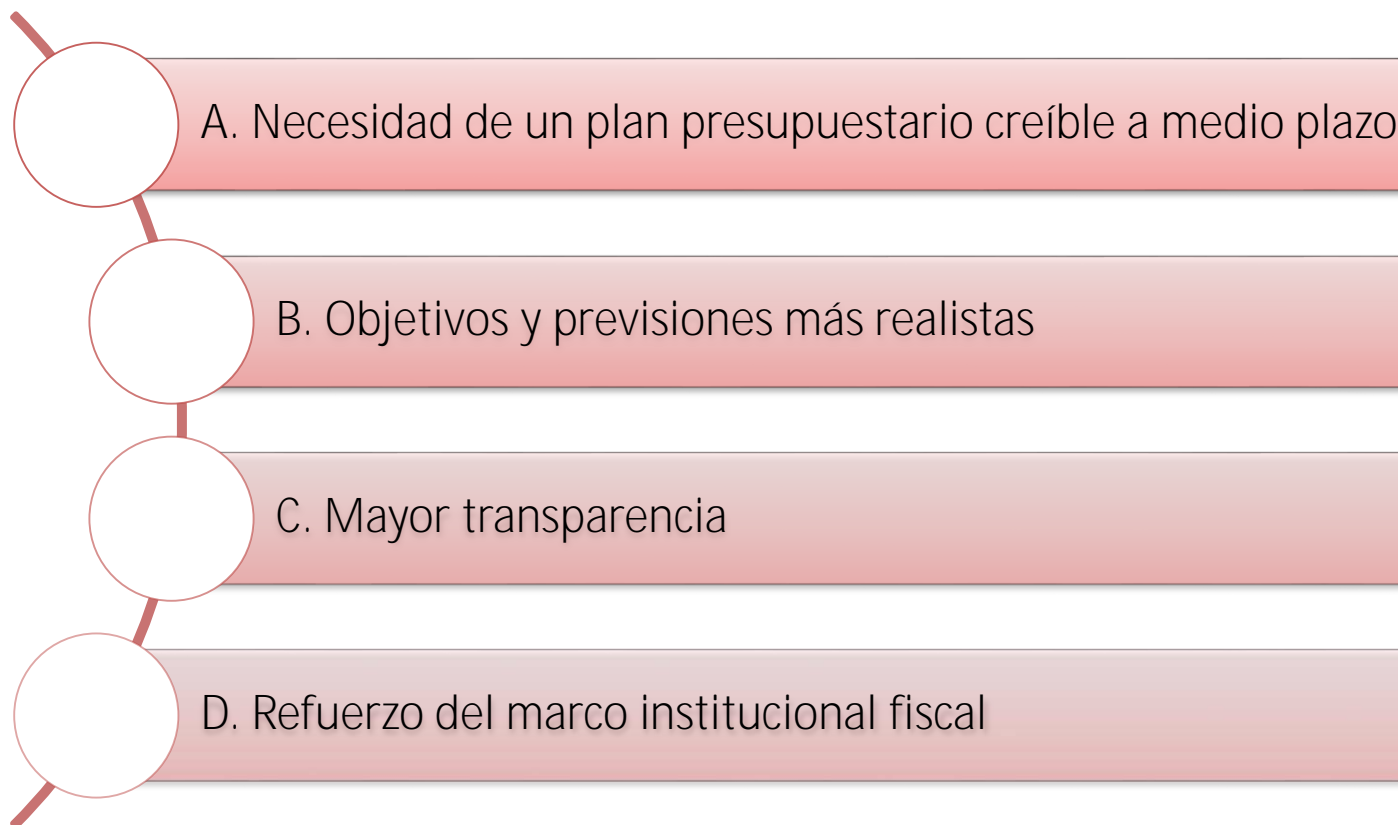 A. Necesidad de un plan presupuestario creíble a medio plazo
B. Objetivos y previsiones más realistas
C. Mayor transparencia
D. Refuerzo del marco institucional fiscal